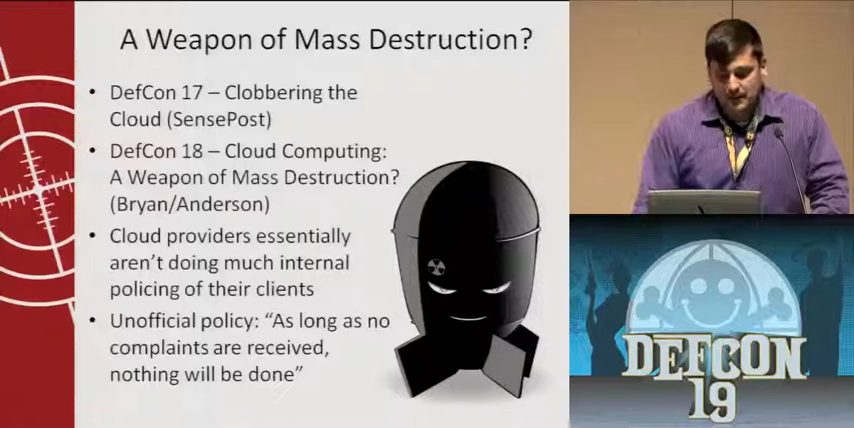 A Weapon of Mass Destruction?
• DefCon 17 – Clobbering the
Cloud (SensePost)
• DefCon 18 – Cloud Computing:
A Weapon of Mass Destruction?
(Bryan/Anderson)
• Cloud providers essentially
aren't doing much internal
policing of their clients
• Unofficial policy: “As long as no
complaints are received,
nothing will be done”
DEFCON
19